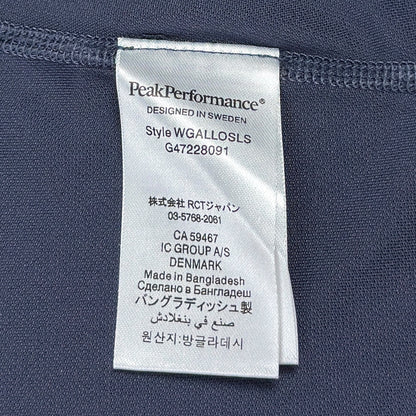 PeakPerformance®
DESIGNED IN SWEDEN
Style WGALLOSLS
G47228091
株式会社 RCTジャパン
03-5768-2061
CA 59467
IC GROUP A/S
DENMARK
Made in Bangladesh
Сделано в Бангладеш
バングラディッシュ製
صنع في بنغلادش
원산지:방글라데시